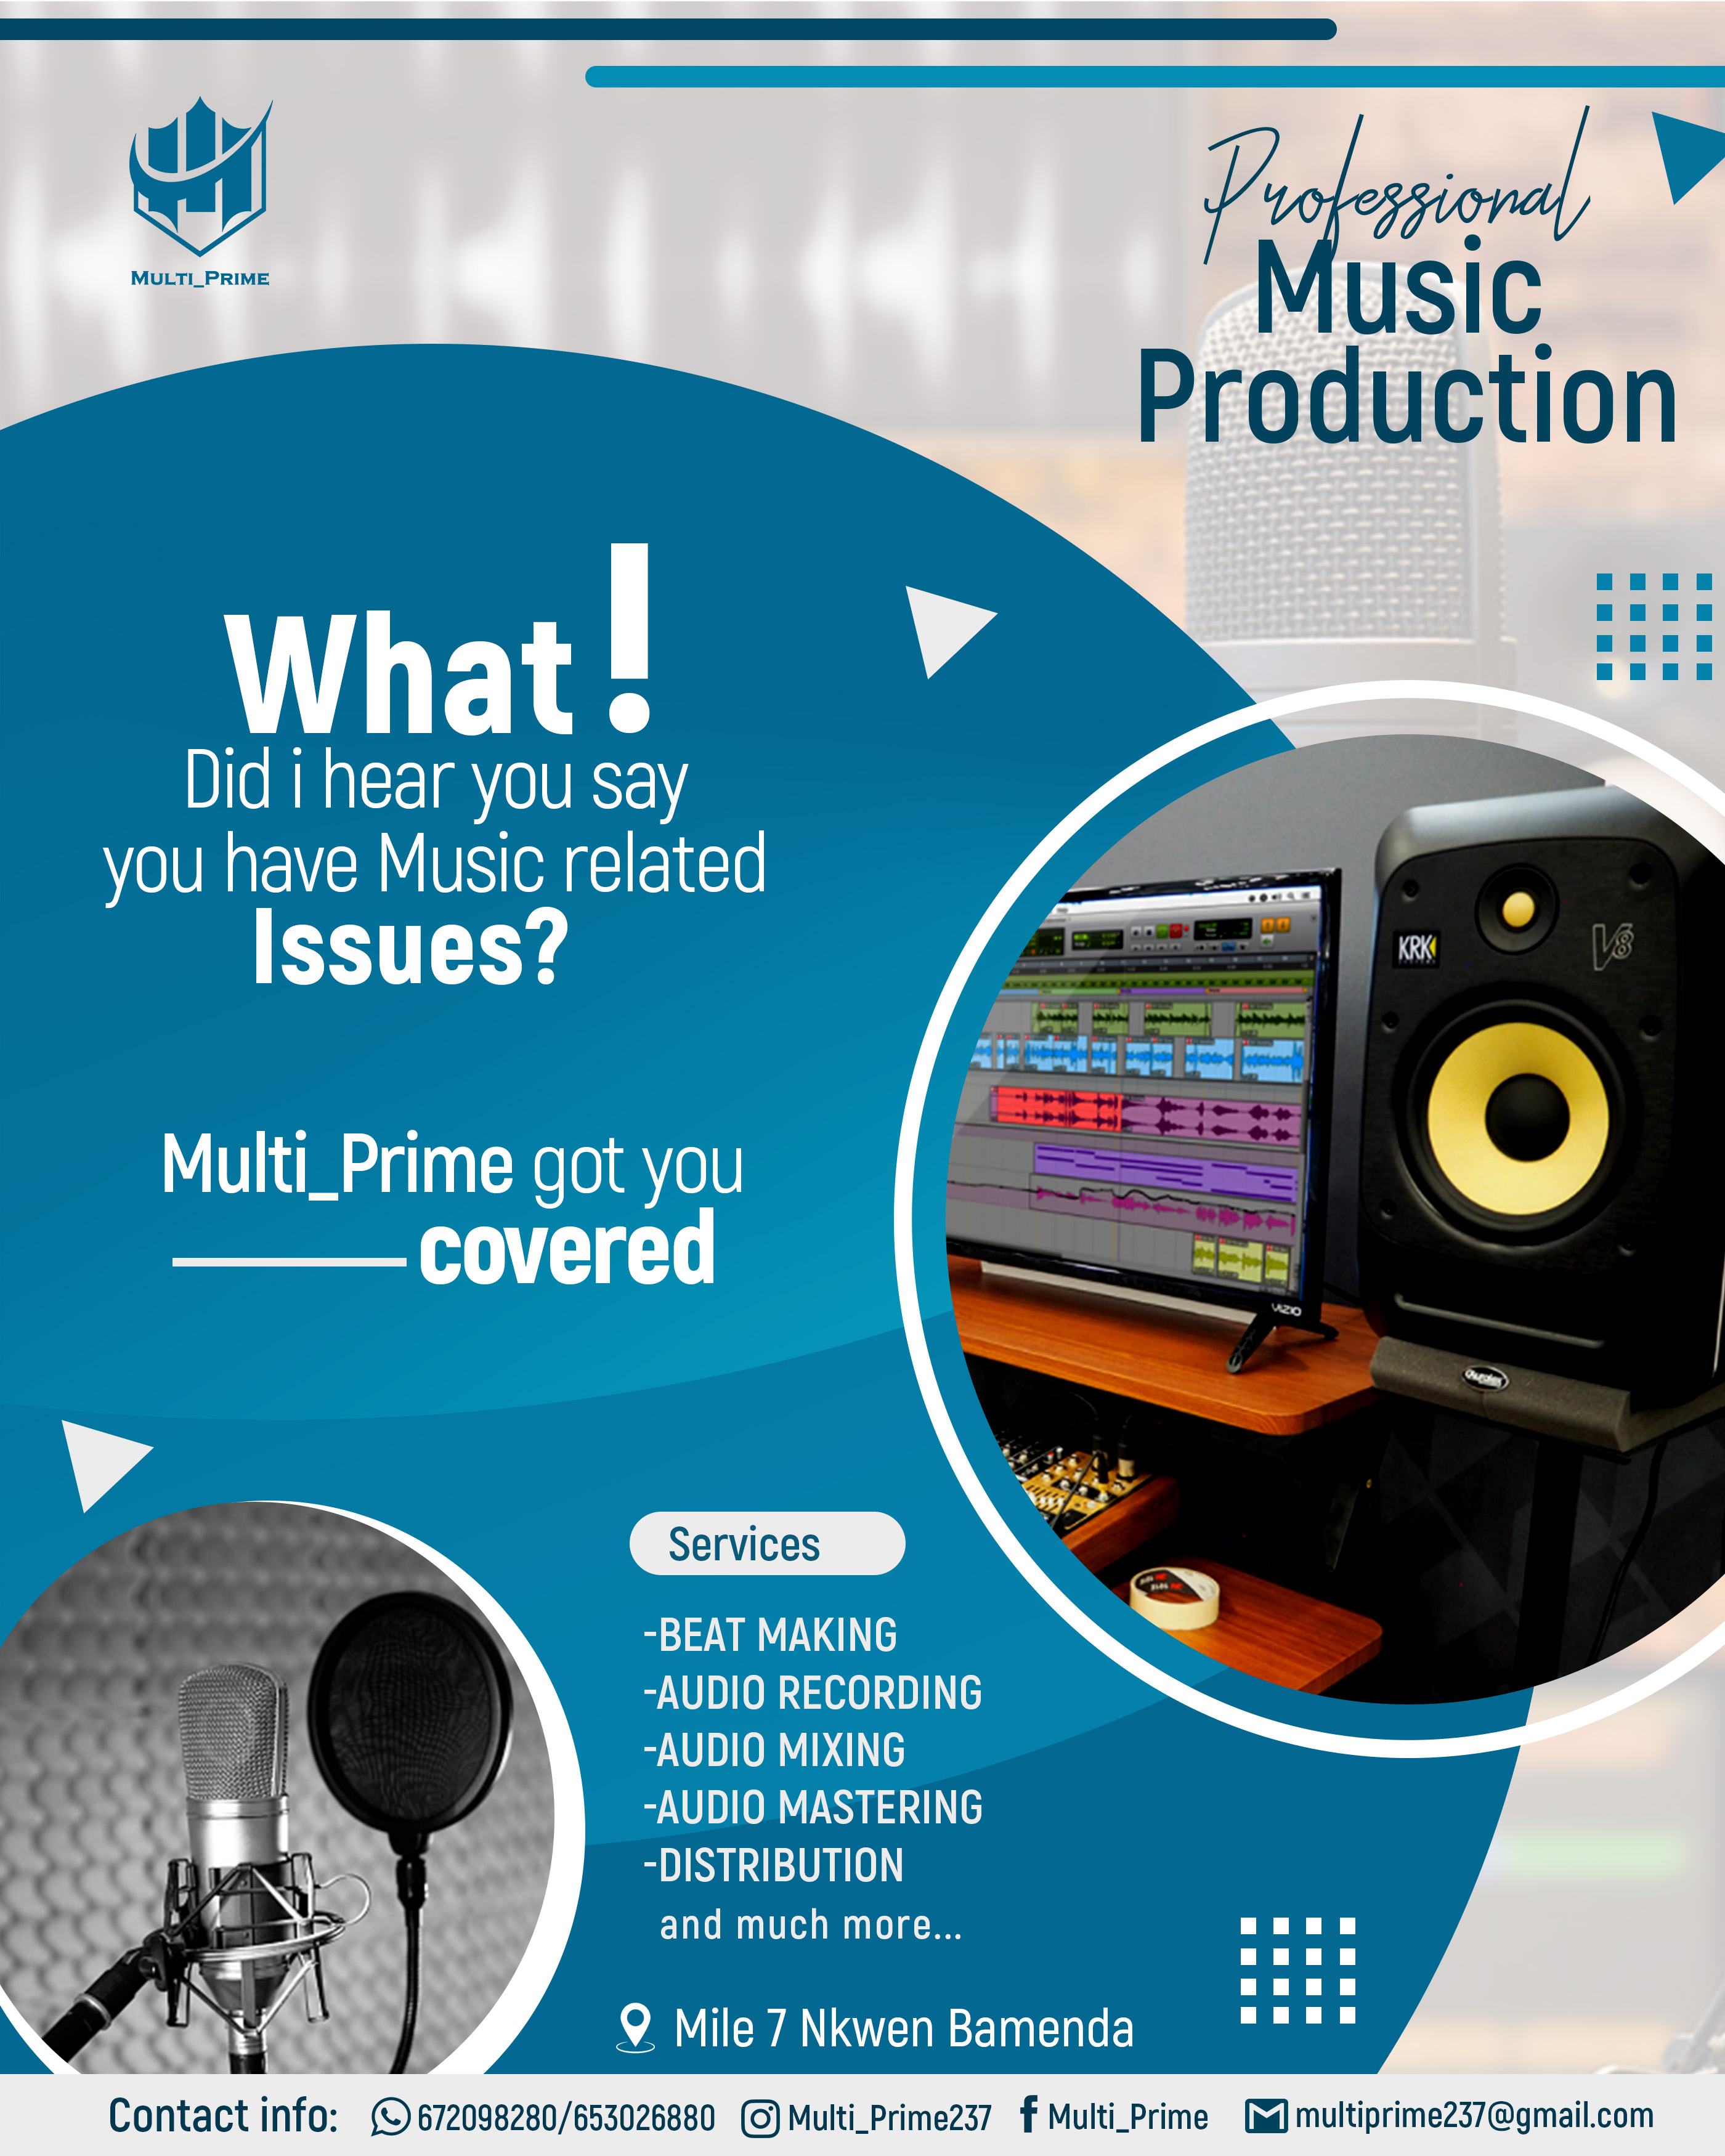 Multi_Prime
Professional
Music
Production
What!
Did i hear you say
you have Music related
Issues?
Multi_Prime got you
covered
KRK
V8
VIZIO
Auralex
Services
-BEAT MAKING
-AUDIO RECORDING
-AUDIO MIXING
-AUDIO MASTERING
-DISTRIBUTION
and much more...
Mile 7 Nkwen Bamenda
Contact info: 672098280/653026880 Multi_Prime237 Multi_Prime multiprime237@gmail.com